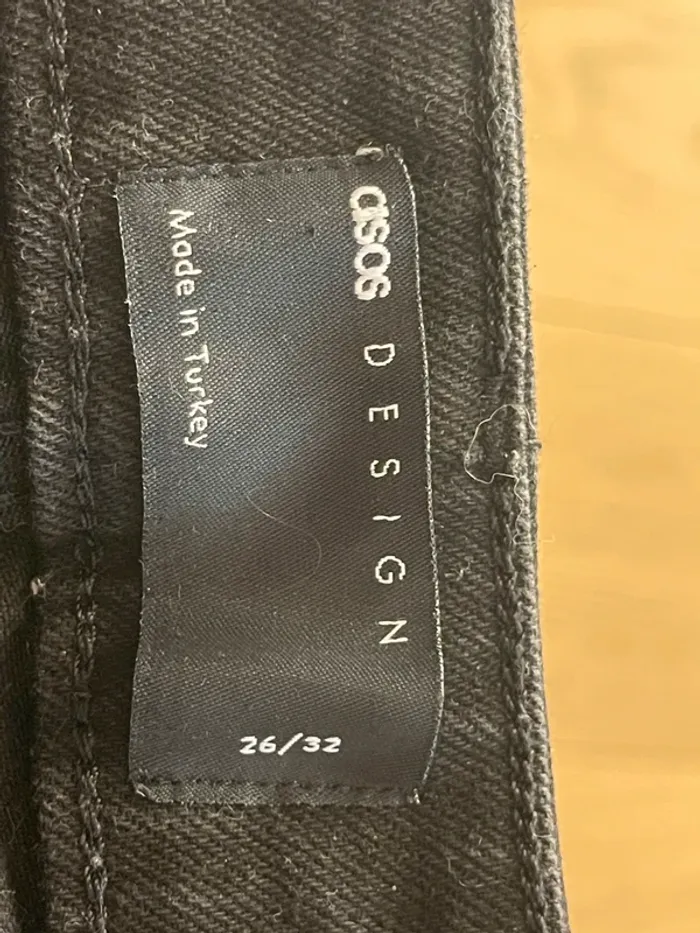 asos DESIGN
Made in Turkey
26/32